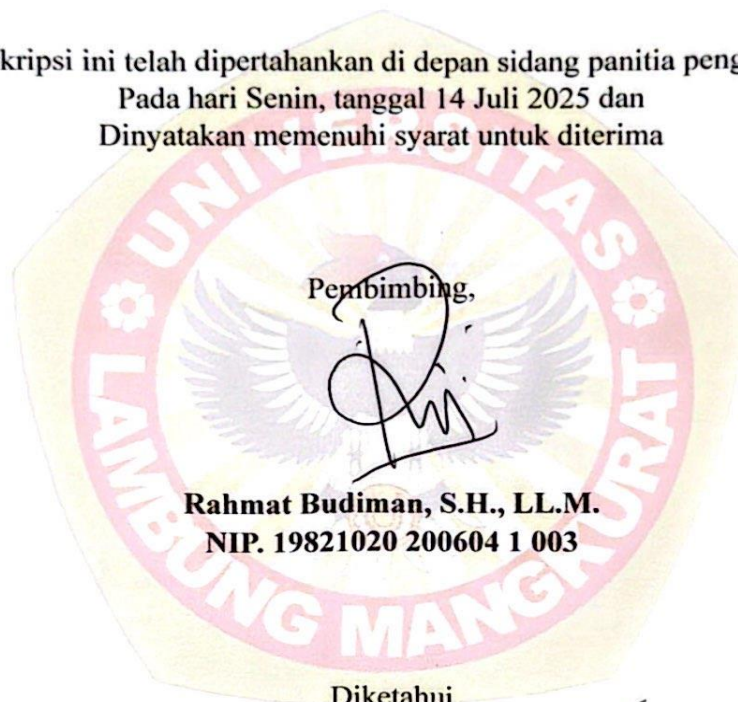 kripsi ini telah dipertahankan di depan sidang panitia peng
Pada hari Senin, tanggal 14 Juli 2025 dan
Dinyatakan memenuhi syarat untuk diterima
UNIVERSITAS
LAMBUNG MANGKURAT
Pembimbing,
Rahmat Budiman, S.H., LL.M.
NIP. 19821020 200604 1 003
Diketahui